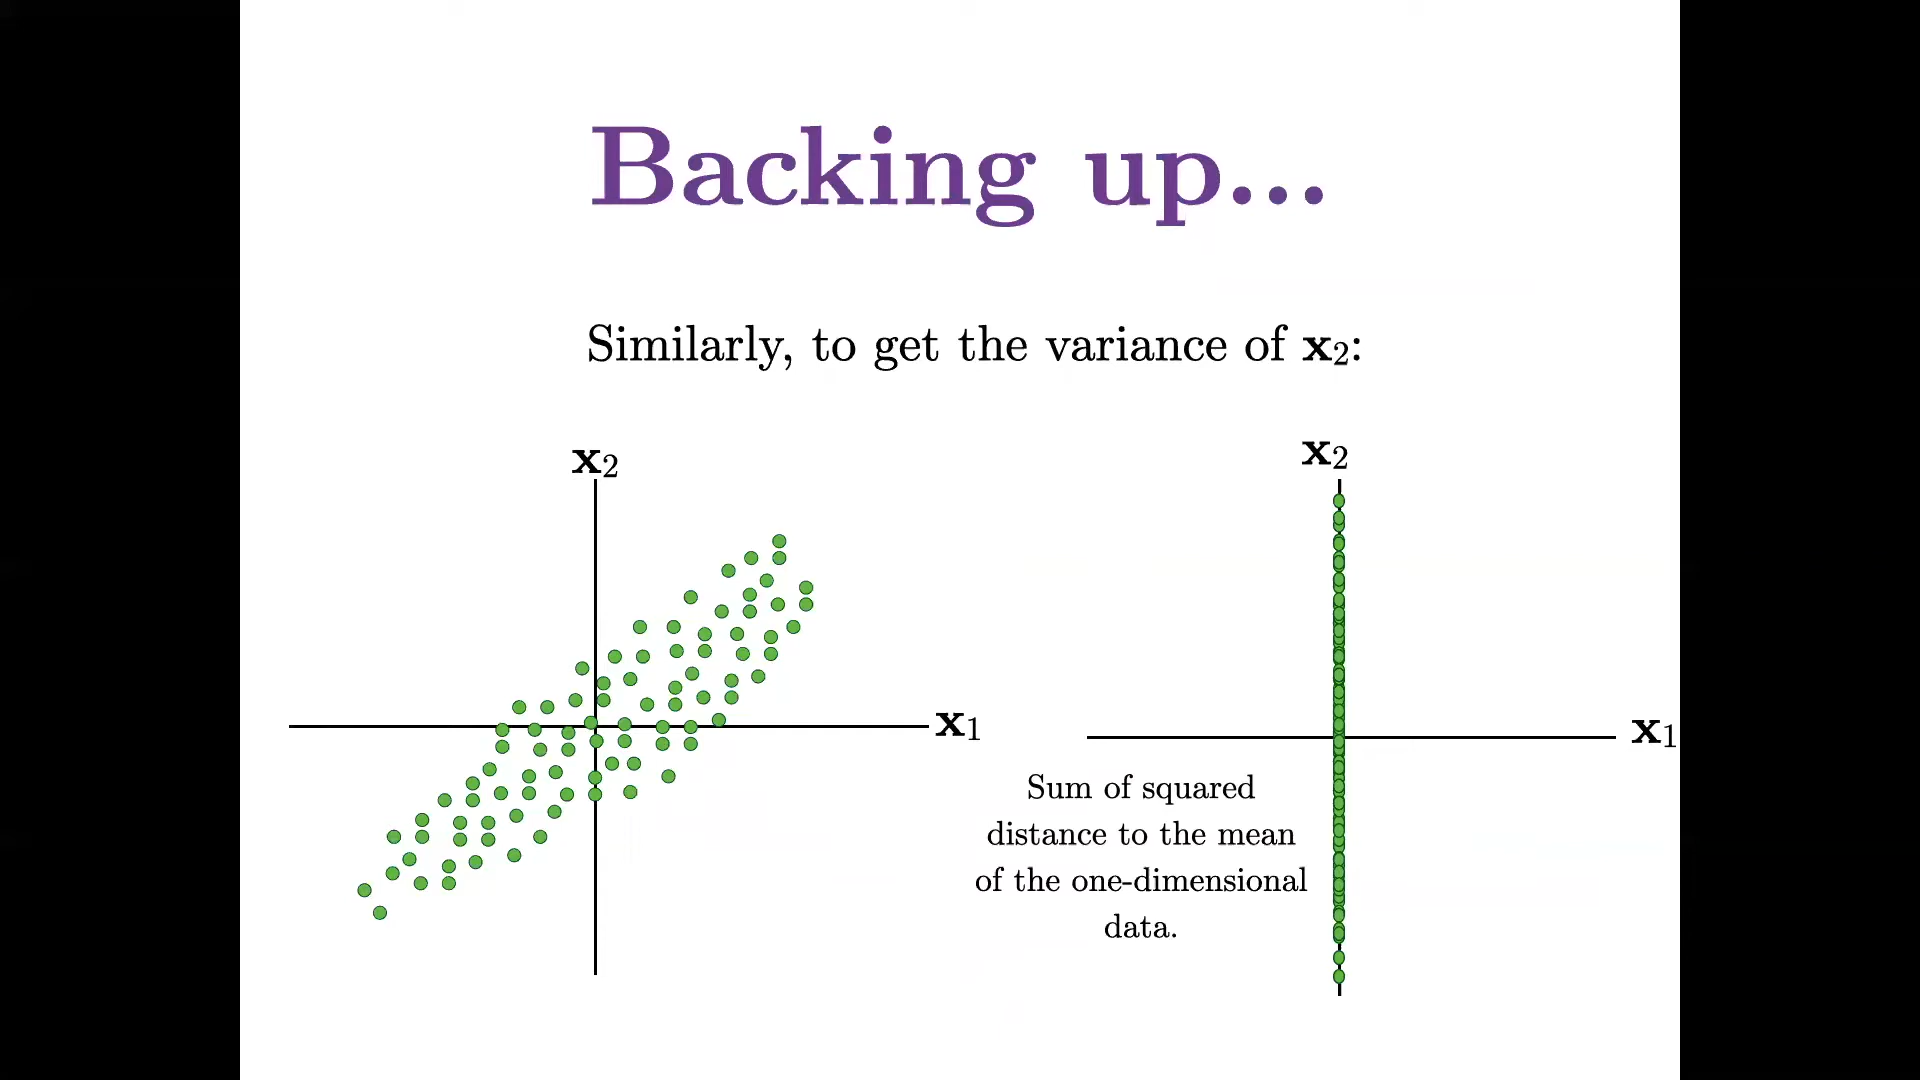 Backing up...
Similarly, to get the variance of x₂:
x₂
x₁
x₂
x₁
Sum of squared
distance to the mean
of the one-dimensional
data.